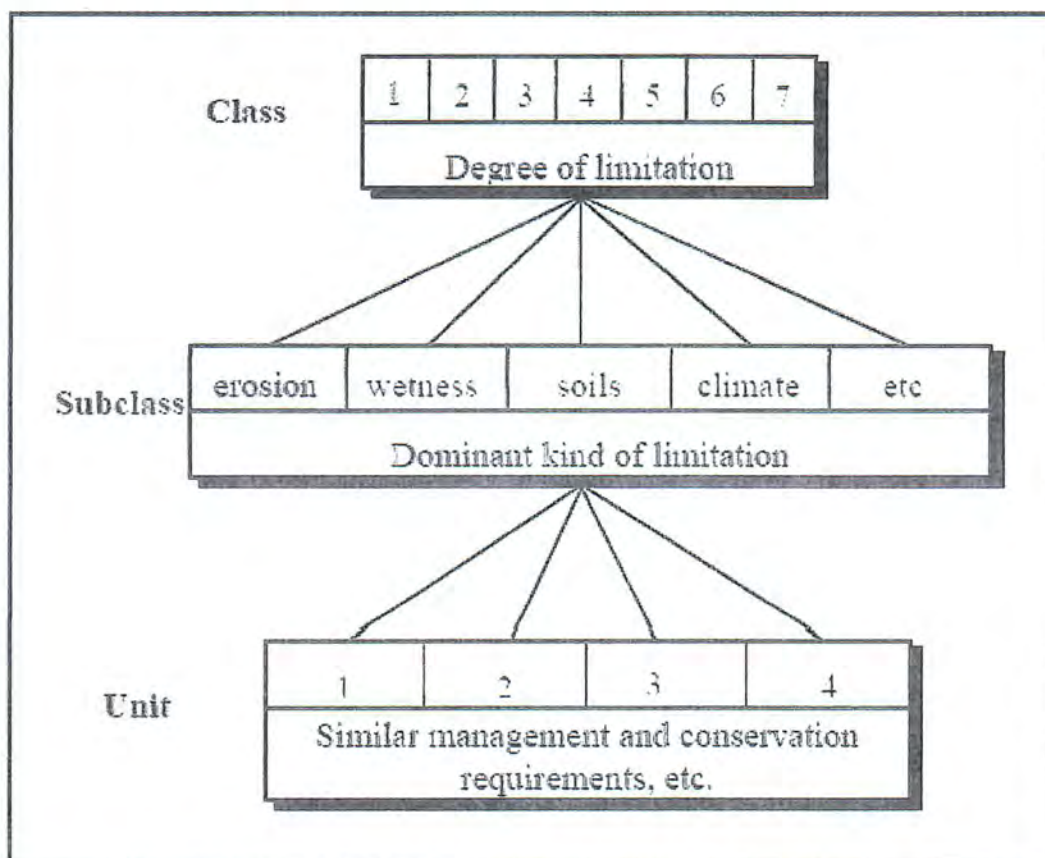 Class
1 2 3 4 5 6 7
Degree of limitation
Subclass
erosion wetness soils climate etc
Dominant kind of limitation
Unit
1 2 3 4
Similar management and conservation
requirements, etc.